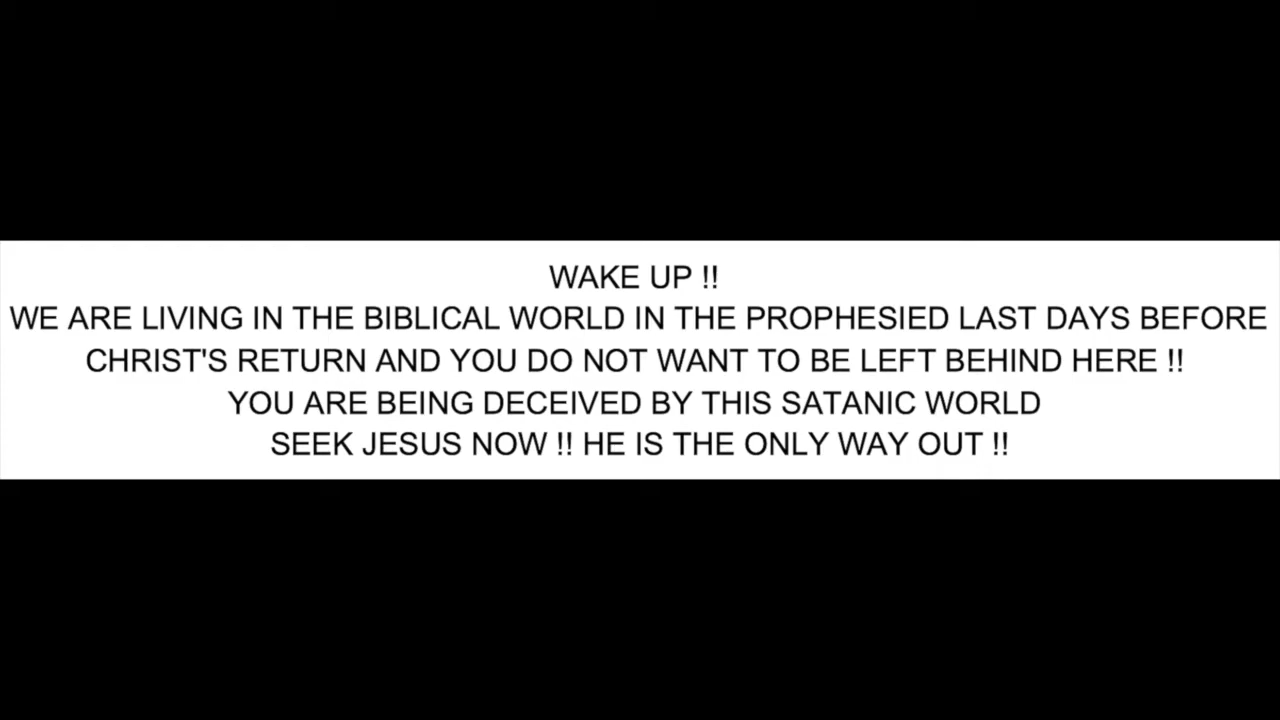 WAKE UP !!
WE ARE LIVING IN THE BIBLICAL WORLD IN THE PROPHESIED LAST DAYS BEFORE
CHRIST'S RETURN AND YOU DO NOT WANT TO BE LEFT BEHIND HERE !!
YOU ARE BEING DECEIVED BY THIS SATANIC WORLD
SEEK JESUS NOW !! HE IS THE ONLY WAY OUT !!